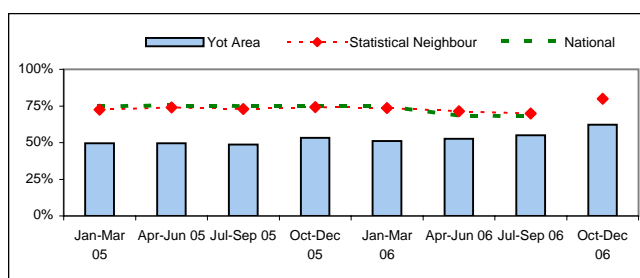 Yot Area Statistical Neighbour National
100%
75%
50%
25%
0%
Jan-Mar Apr-Jun 05 Jul-Sep 05 Oct-Dec Jan-Mar Apr-Jun 06 Jul-Sep 06 Oct-Dec
05 05 06 06